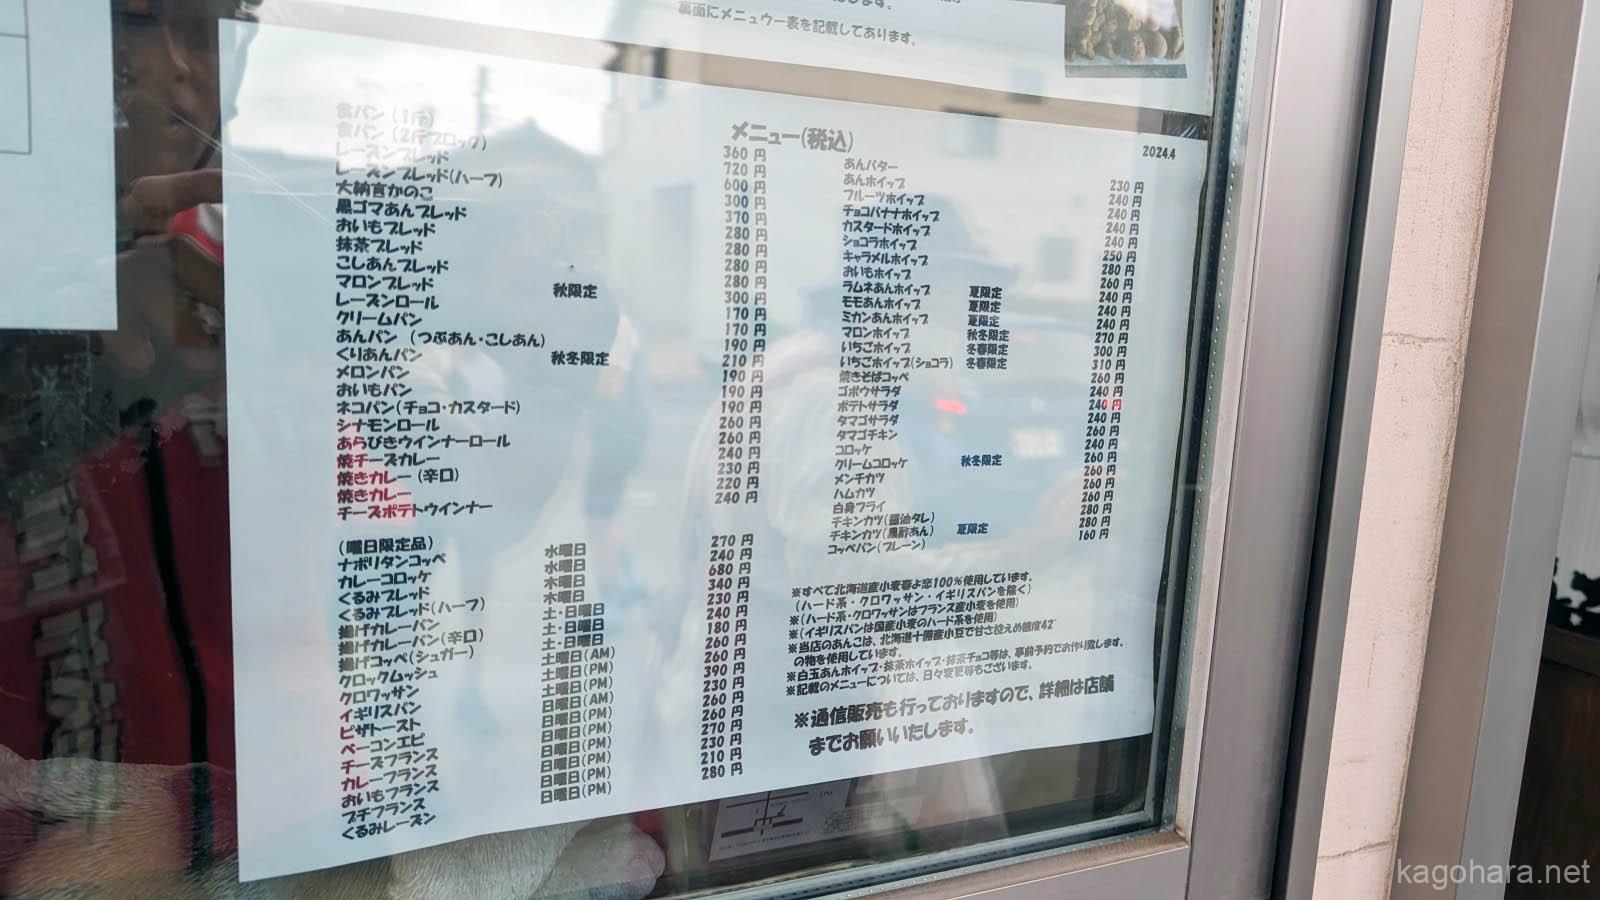 裏面にメニュウー表を記載してあります。
メニュー(税込)
2024.4
食パン (1斤) 360 円
食パン (2斤ブロック) 720 円
レーズンブレッド 600 円
レーズンブレッド(ハーフ) 300 円
大納言かのこ 370 円
黒ゴマあんブレッド 280 円
おいもブレッド 280 円
抹茶ブレッド 280 円
こしあんブレッド 280 円
マロンブレッド 秋限定 300 円
レーズンロール 170 円
クリームパン 170 円
あんパン (つぶあん・こしあん) 190 円
くりあんパン 秋冬限定 210 円
メロンパン 190 円
おいもパン 190 円
ネコパン(チョコ・カスタード) 190 円
シナモンロール 260 円
あらびきウインナーロール 260 円
焼チーズカレー 240 円
焼きカレー (辛口) 230 円
焼きカレー 220 円
チーズポテトウインナー 240 円
(曜日限定品)
ナポリタンコッペ 水曜日 270 円
カレーコロッケ 水曜日 240 円
くるみブレッド 木曜日 680 円
くるみブレッド(ハーフ) 木曜日 340 円
揚げカレーパン 土・日曜日 230 円
揚げカレーパン(辛口) 土・日曜日 240 円
揚げコッペ(シュガー) 土・日曜日 180 円
クロックムッシュ 土曜日(AM) 260 円
クロワッサン 土曜日(PM) 260 円
イギリスパン 土曜日(PM) 390 円
ピザトースト 日曜日(AM) 230 円
ベーコンエピ 日曜日(PM) 260 円
チーズフランス 日曜日(PM) 260 円
カレーフランス 日曜日(PM) 270 円
おいもフランス 日曜日(PM) 230 円
プチフランス 日曜日(PM) 210 円
くるみレーズン 日曜日(PM) 280 円
あんバター 230 円
あんホイップ 240 円
フルーツホイップ 240 円
チョコバナナホイップ 240 円
カスタードホイップ 240 円
ショコラホイップ 250 円
キャラメルホイップ 280 円
おいもホイップ 260 円
ラムネあんホイップ 夏限定 240 円
モモあんホイップ 夏限定 240 円
ミカンあんホイップ 夏限定 240 円
マロンホイップ 秋冬限定 270 円
いちごホイップ 冬春限定 300 円
いちごホイップ(ショコラ) 冬春限定 310 円
焼きそばコッペ 260 円
ゴボウサラダ 240 円
ポテトサラダ 240 円
タマゴサラダ 240 円
タマゴチキン 260 円
コロッケ 240 円
クリームコロッケ 秋冬限定 260 円
メンチカツ 260 円
ハムカツ 260 円
白身フライ 260 円
チキンカツ(醤油タレ) 280 円
チキンカツ(黒酢あん) 夏限定 280 円
コッペパン(プレーン) 160 円
※すべて北海道産小麦春よ恋100%使用しています。
(ハード系・クロワッサン・イギリスパンを除く)
※(ハード系・クロワッサンはフランス産小麦を使用)
※(イギリスパンは国産小麦のハード系を使用)
※当店のあんこは、北海道十勝産小豆で甘さ控えめ糖度42°
の物を使用しています。
※白玉あんホイップ・抹茶ホイップ・抹茶チョコ等は、事前予約でお作り致します。
※記載のメニューについては、日々変更等もございます。
※通信販売も行っておりますので、詳細は店舗
までお願いいたします。
kagohara.net